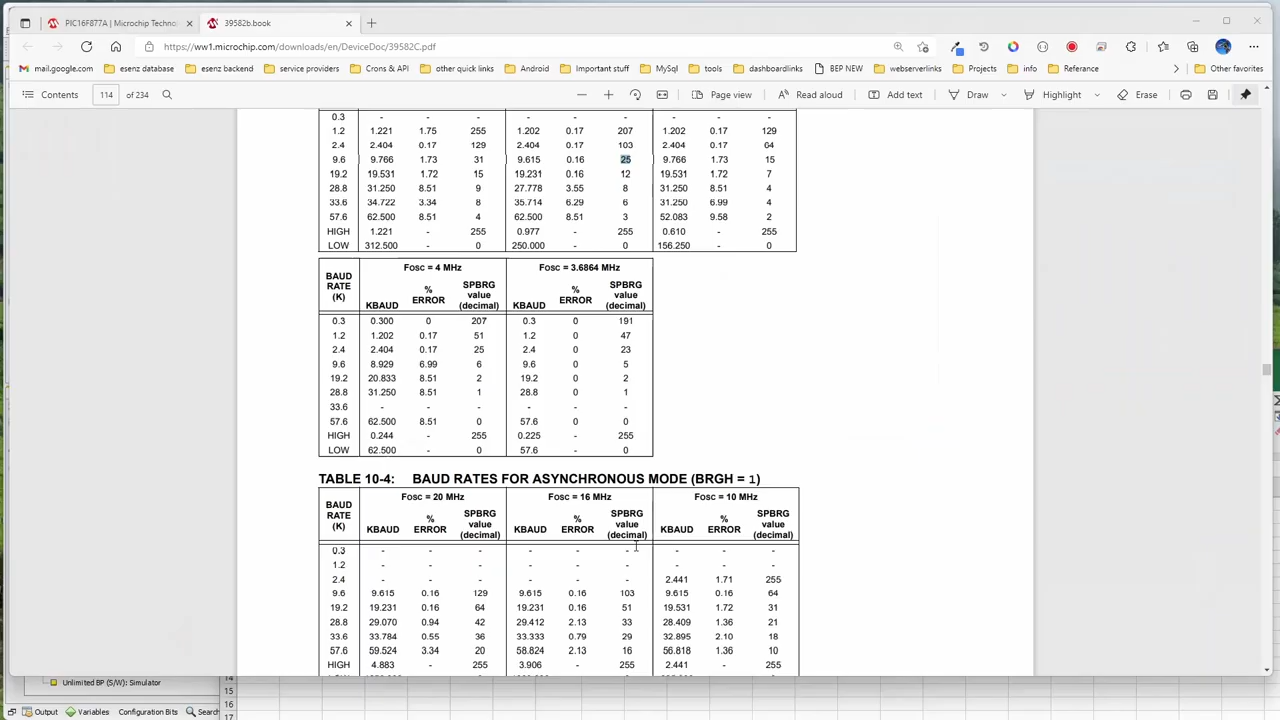 PIC16F877A | Microchip Techno
39582b.book
https://ww1.microchip.com/downloads/en/DeviceDoc/39582C.pdf
mail.google.com esenz database esenz backend service providers Crons & API other quick links Android Important stuff MySql tools dashboardlinks BEP NEW webserverlinks Projects info Reference Other favorites
Contents 114 of 234 Page view Read aloud Add text Draw Highlight Erase
0.3 - - - - - - - - -
1.2 1.221 1.75 255 1.202 0.17 207 1.202 0.17 129
2.4 2.404 0.17 129 2.404 0.17 103 2.404 0.17 64
9.6 9.766 1.73 31 9.615 0.16 25 9.766 1.73 15
19.2 19.531 1.72 15 19.231 0.16 12 19.531 1.72 7
28.8 31.250 8.51 9 27.778 3.55 8 31.250 8.51 4
33.6 34.722 3.34 8 35.714 6.29 6 31.250 6.99 4
57.6 62.500 8.51 4 62.500 8.51 3 52.083 9.58 2
HIGH 1.221 - 255 0.977 - 255 0.610 - 255
LOW 312.500 - 0 250.000 - 0 156.250 - 0
BAUD RATE (K) FOSC = 4 MHz FOSC = 3.6864 MHz
KBAUD % ERROR SPBRG value (decimal) KBAUD % ERROR SPBRG value (decimal)
0.3 0.300 0 207 0.3 0 191
1.2 1.202 0.17 51 1.2 0 47
2.4 2.404 0.17 25 2.4 0 23
9.6 8.929 6.99 6 9.6 0 5
19.2 20.833 8.51 2 19.2 0 2
28.8 31.250 8.51 1 28.8 0 1
33.6 - - - - - -
57.6 62.500 8.51 0 57.6 0 0
HIGH 0.244 - 255 0.225 - 255
LOW 62.500 - 0 57.6 - 0
TABLE 10-4: BAUD RATES FOR ASYNCHRONOUS MODE (BRGH = 1)
BAUD RATE (K) FOSC = 20 MHz FOSC = 16 MHz FOSC = 10 MHz
KBAUD % ERROR SPBRG value (decimal) KBAUD % ERROR SPBRG value (decimal) KBAUD % ERROR SPBRG value (decimal)
0.3 - - - - - - - - -
1.2 - - - - - - - - -
2.4 - - - - - - 2.441 1.71 255
9.6 9.615 0.16 129 9.615 0.16 103 9.615 0.16 64
19.2 19.231 0.16 64 19.231 0.16 51 19.531 1.72 31
28.8 29.070 0.94 42 29.412 2.13 33 28.409 1.36 21
33.6 33.784 0.55 36 33.333 0.79 29 32.895 2.10 18
57.6 59.524 3.34 20 58.824 2.13 16 56.818 1.36 10
HIGH 4.883 - 255 3.906 - 255 2.441 - 255
Unlimited BP (S/W): Simulator 14
15
16
Output Variables Configuration Bits Search
17